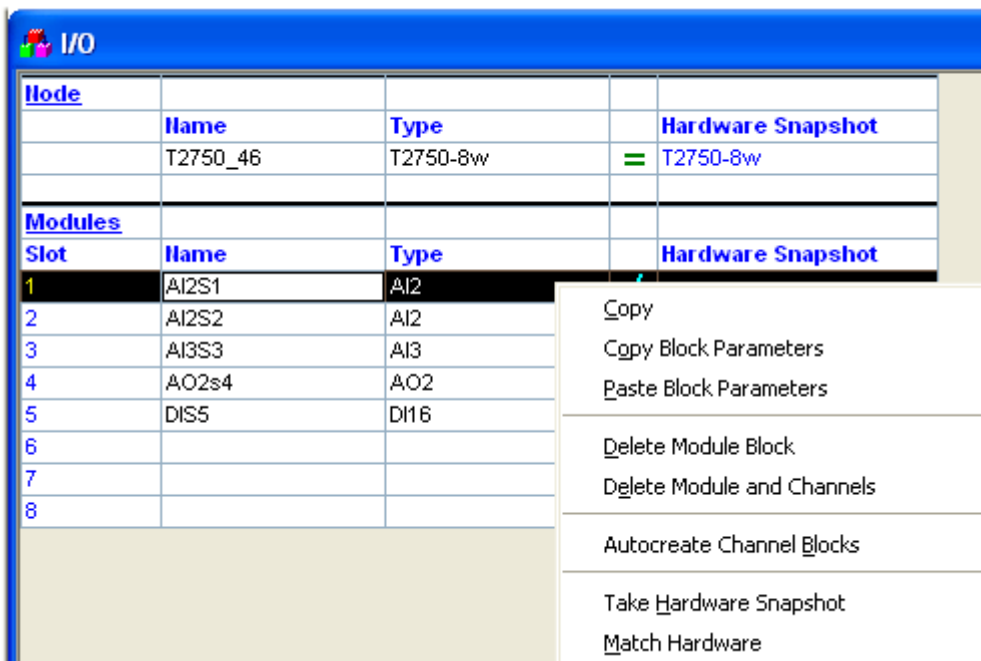 I/O
Node
Name Type Hardware Snapshot
T2750_46 T2750-8w = T2750-8w
Modules
Slot Name Type Hardware Snapshot
1 AI2S1 AI2
2 AI2S2 AI2
3 AI3S3 AI3
4 AO2s4 AO2
5 DIS5 DI16
6
7
8
Copy
Copy Block Parameters
Paste Block Parameters
Delete Module Block
Delete Module and Channels
Autocreate Channel Blocks
Take Hardware Snapshot
Match Hardware